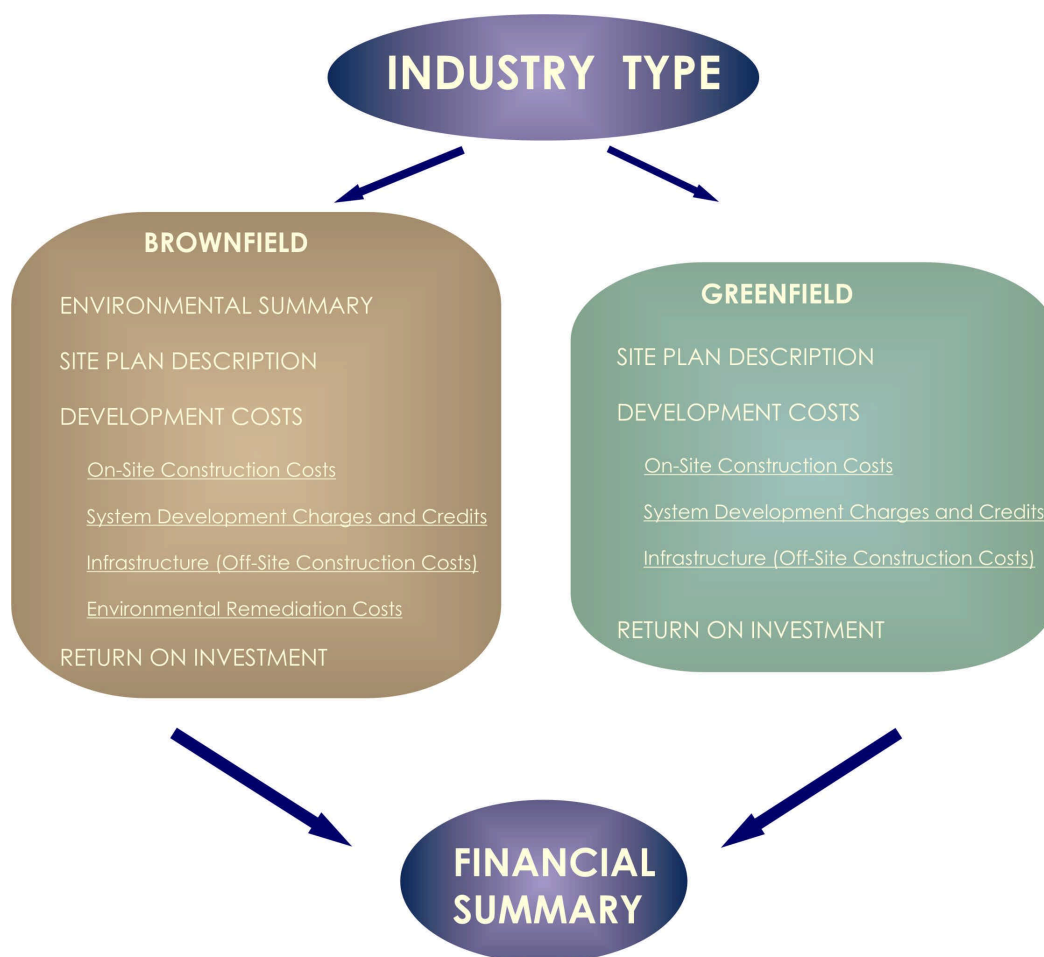 INDUSTRY TYPE
BROWNFIELD
ENVIRONMENTAL SUMMARY
SITE PLAN DESCRIPTION
DEVELOPMENT COSTS
On-Site Construction Costs
System Development Charges and Credits
Infrastructure (Off-Site Construction Costs)
Environmental Remediation Costs
RETURN ON INVESTMENT
GREENFIELD
SITE PLAN DESCRIPTION
DEVELOPMENT COSTS
On-Site Construction Costs
System Development Charges and Credits
Infrastructure (Off-Site Construction Costs)
RETURN ON INVESTMENT
FINANCIAL
SUMMARY